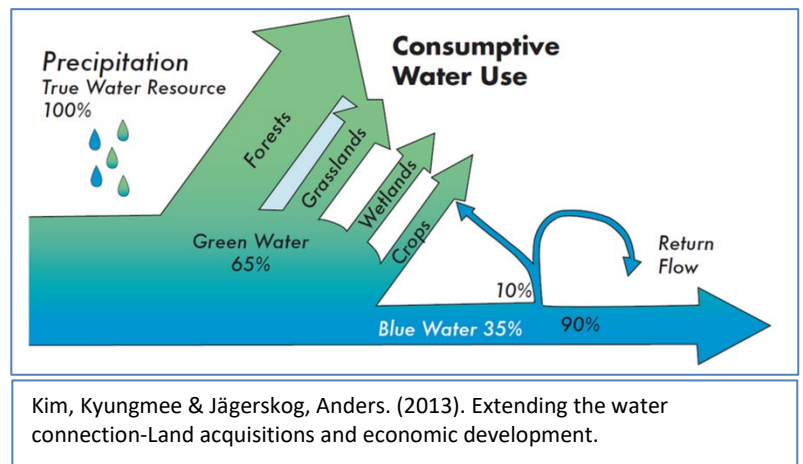 Precipitation
True Water Resource
100%
Consumptive
Water Use
Forests
Grasslands
Wetlands
Crops
Green Water
65%
Return
Flow
10%
Blue Water 35%
90%
Kim, Kyungmee & Jägerskog, Anders. (2013). Extending the water
connection-Land acquisitions and economic development.